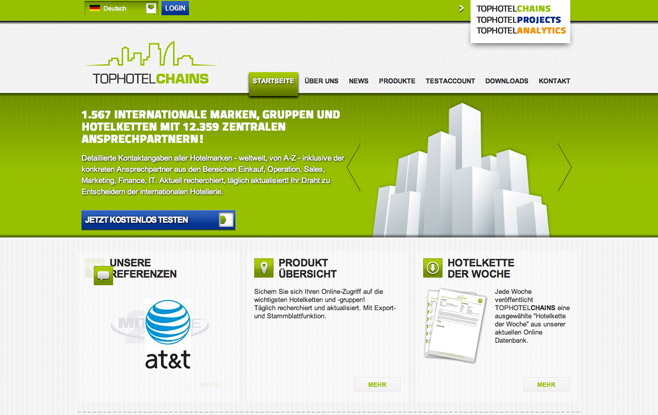 Deutsch
LOGIN
TOPHOTELCHAINS
TOPHOTELPROJECTS
TOPHOTELANALYTICS
TOPHOTELCHAINS
STARTSEITE
ÜBER UNS
NEWS
PRODUKTE
TESTACCOUNT
DOWNLOADS
KONTAKT
1.567 INTERNATIONALE MARKEN, GRUPPEN UND
HOTELKETTEN MIT 12.359 ZENTRALEN
ANSPRECHPARTNERN!
Detaillierte Kontaktangaben aller Hotelmarken - weltweit, von A-Z - inklusive der
konkreten Ansprechpartner aus den Bereichen Einkauf, Operation, Sales,
Marketing, Finance, IT. Aktuell recherchiert, täglich aktualisiert! Ihr Draht zu
Entscheidern der internationalen Hotellerie.
JETZT KOSTENLOS TESTEN
UNSERE
REFERENZEN
at&t
PRODUKT
ÜBERSICHT
Sichern Sie sich Ihren Online-Zugriff auf die
wichtigsten Hotelketten und -gruppen!
Täglich recherchiert und aktualisiert. Mit Export-
und Stammblattfunktion.
MEHR
HOTELKETTE
DER WOCHE
Jede Woche
veröffentlicht
TOPHOTELCHAINS eine
ausgewählte "Hotelkette
der Woche" aus unserer
aktuellen Online
Datenbank.
MEHR